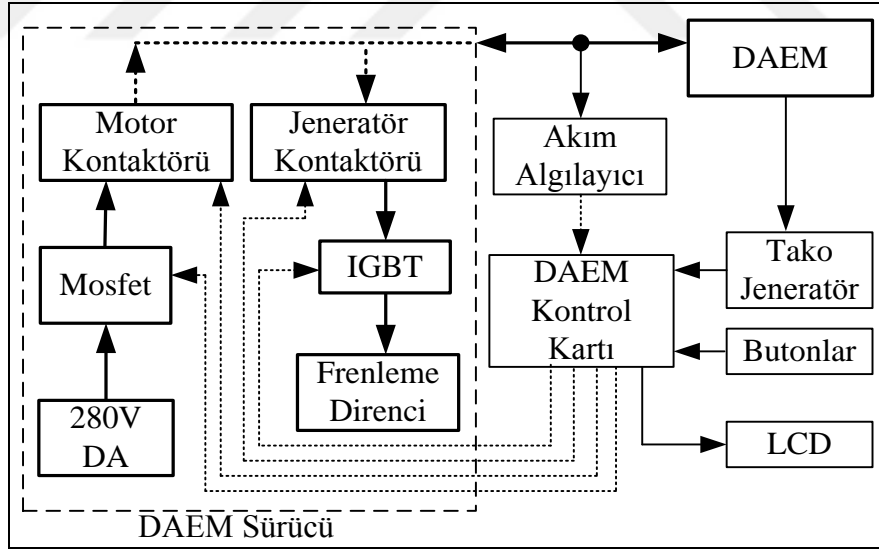 DAEM
Motor
Kontaktörü
Jeneratör
Kontaktörü
Akım
Algılayıcı
Mosfet
IGBT
DAEM
Kontrol
Kartı
Tako
Jeneratör
Butonlar
280V
DA
Frenleme
Direnci
LCD
DAEM Sürücü